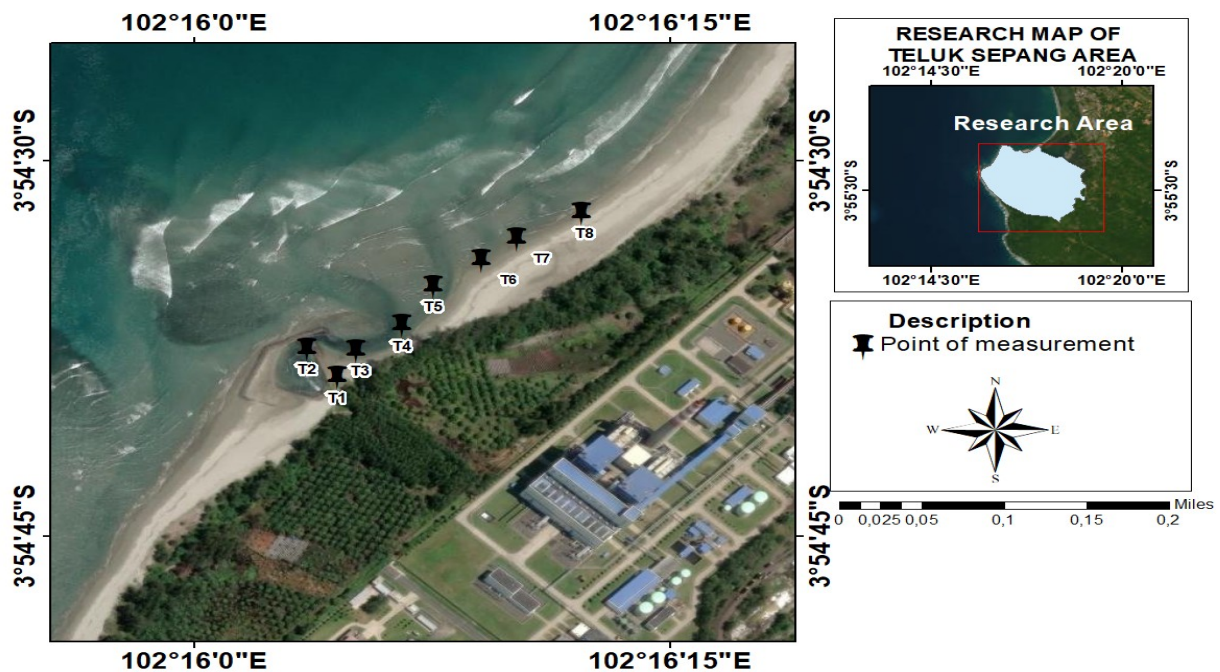 102°16'0"E
102°16'15"E
3°54'30"S
3°54'30"S
T8
T7
T6
T5
T4
T2
T3
T1
3°54'45"S
3°54'45"S
102°16'0"E
102°16'15"E
RESEARCH MAP OF
TELUK SEPANG AREA
102°14'30"E
102°20'0"E
Research Area
3°55'30"S
3°55'30"S
102°14'30"E
102°20'0"E
Description
Point of measurement
N
W
E
S
Miles
0 0,025 0,05 0,1 0,15 0,2